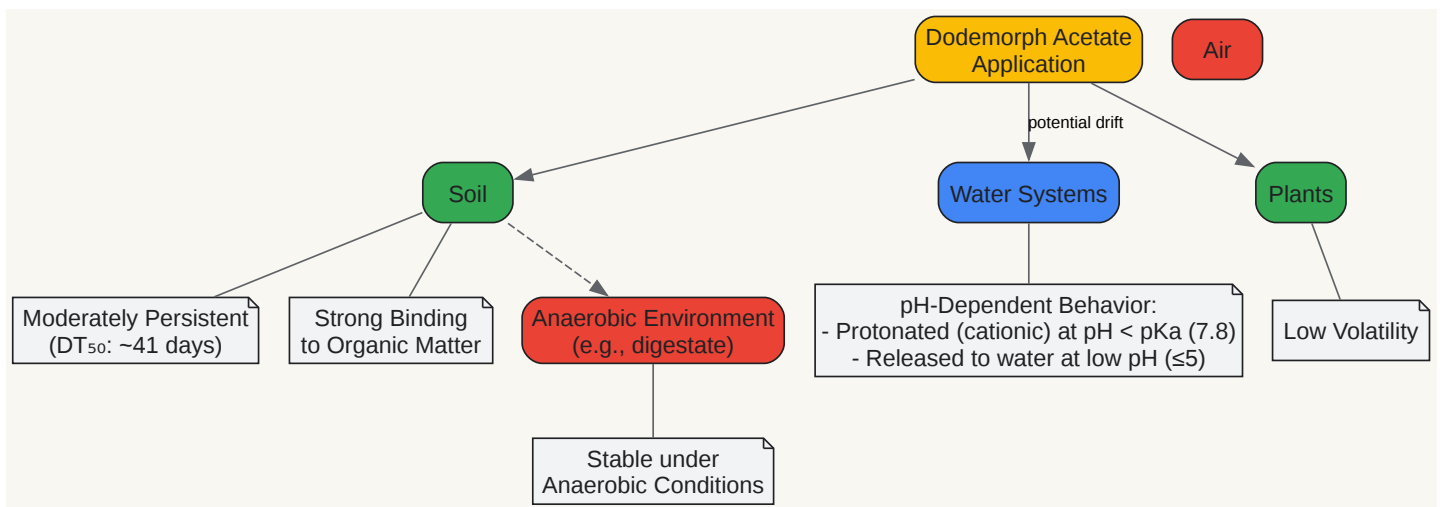 Dodemorph Acetate
Application
Air
potential drift
Soil
Water Systems
Plants
Moderately Persistent
(DT₅₀: ~41 days)
Strong Binding
to Organic Matter
Anaerobic Environment
(e.g., digestate)
pH-Dependent Behavior:
- Protonated (cationic) at pH < pKa (7.8)
- Released to water at low pH (≤5)
Low Volatility
Stable under
Anaerobic Conditions